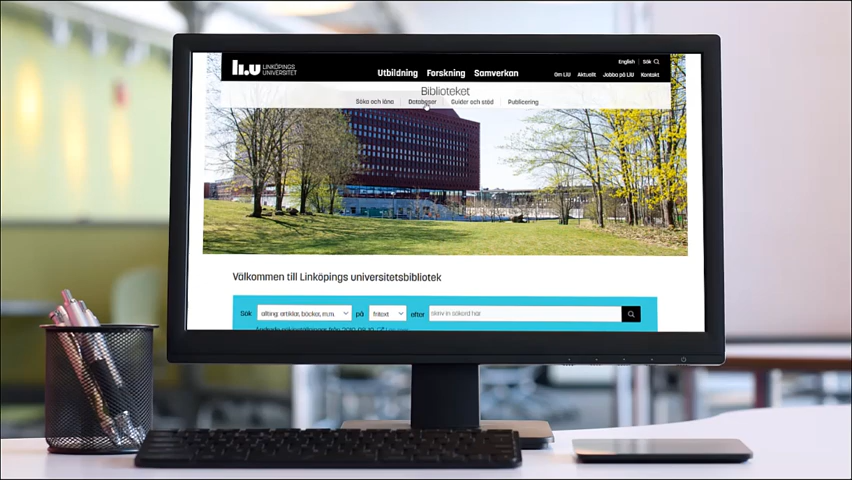 LiU LINKÖPINGS UNIVERSITET
English Sök
Utbildning Forskning Samverkan
Om LiU Aktuellt Jobba på LiU Kontakt
Biblioteket
Söka och låna Databaser Guider och stöd Publicering
Välkommen till Linköpings universitetsbibliotek
Sök allting: artiklar, böcker, m.m. på fritext efter skriv in sökord här